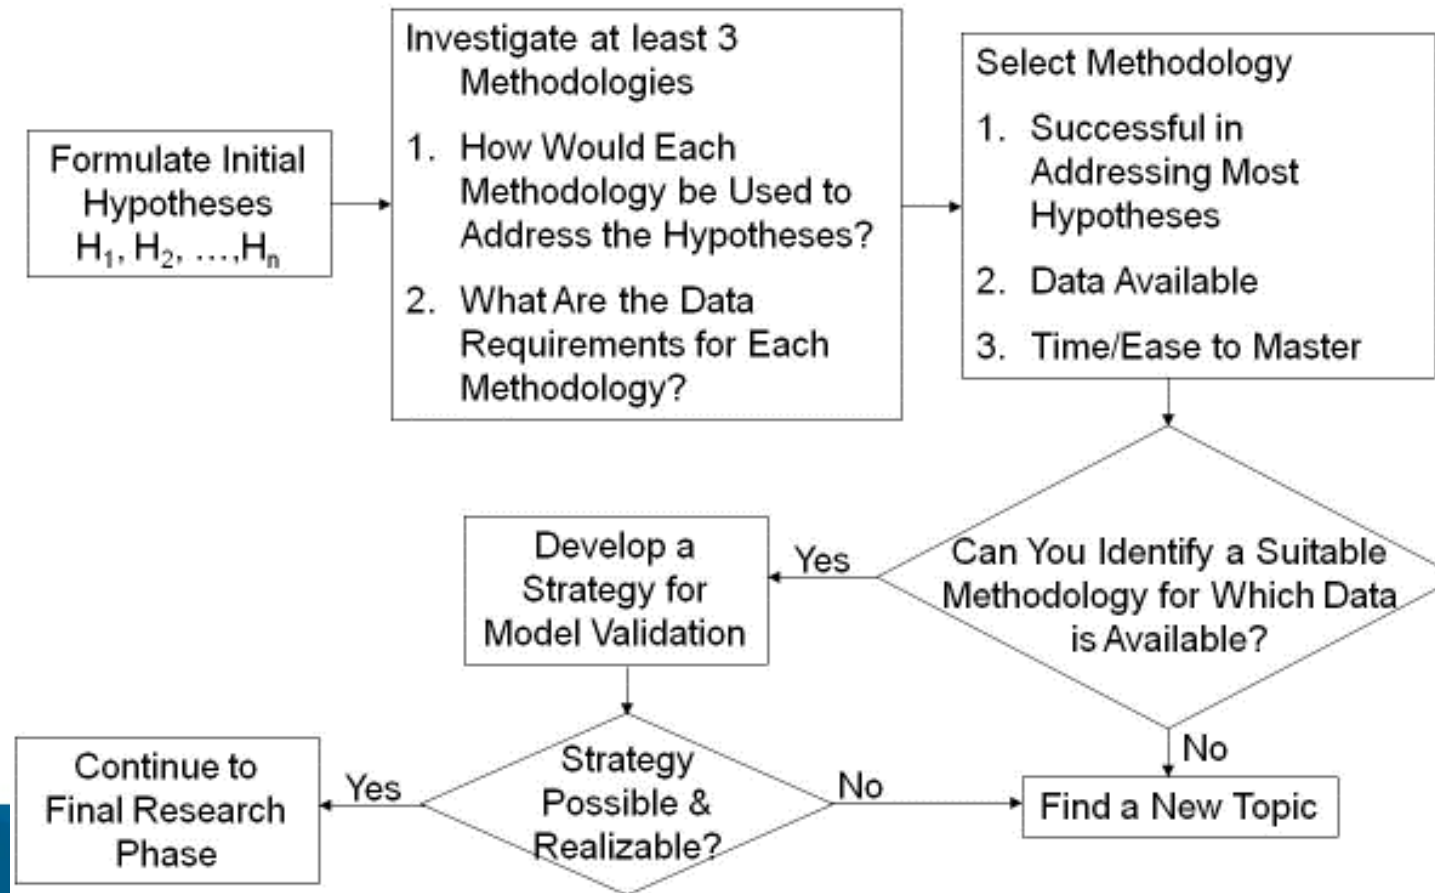 Formulate Initial
Hypotheses
H₁, H₂, …,Hₙ
Investigate at least 3
Methodologies
1. How Would Each
Methodology be Used to
Address the Hypotheses?
2. What Are the Data
Requirements for Each
Methodology?
Select Methodology
1. Successful in
Addressing Most
Hypotheses
2. Data Available
3. Time/Ease to Master
Can You Identify a Suitable
Methodology for Which Data
is Available?
Yes
No
Develop a
Strategy for
Model Validation
Strategy
Possible &
Realizable?
Yes
No
Continue to
Final Research
Phase
Find a New Topic